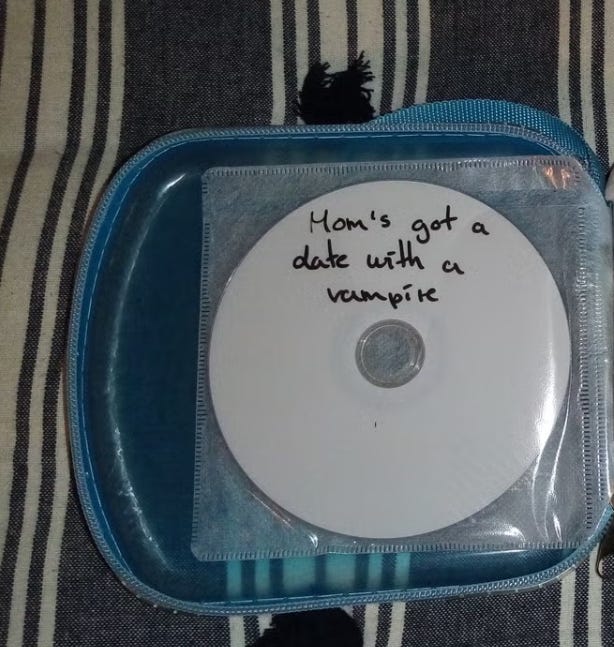 Mom's got a
date with a
vampire